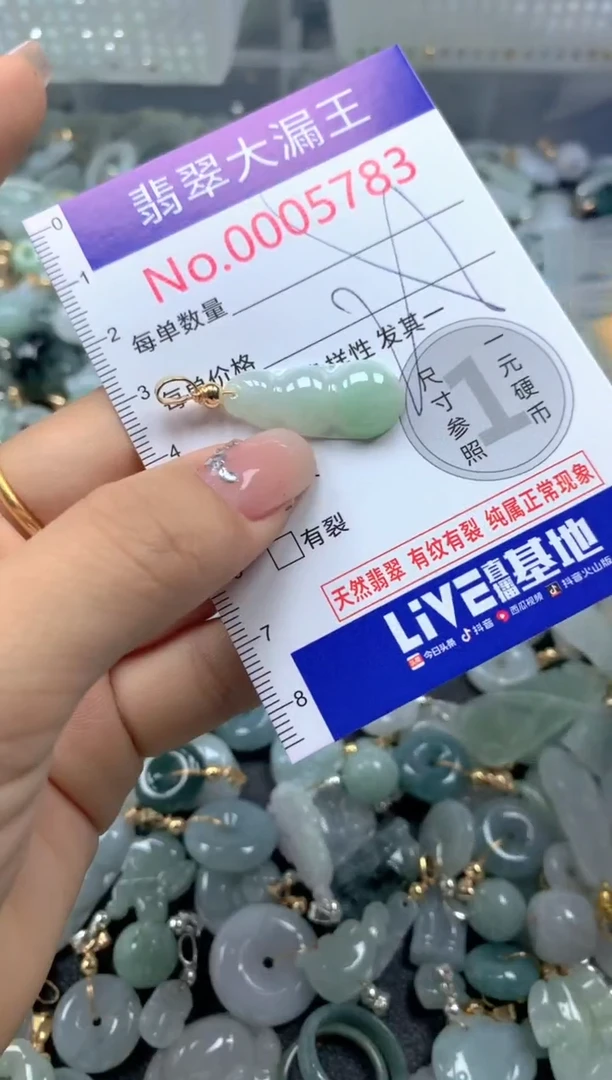 翡翠大漏王
No.0005783
每单数量
每单价格
样性 发其一
尺寸参照
1
一元硬币
有裂
天然翡翠 有纹有裂 纯属正常现象
LiVE直播基地
今日头条 抖音 西瓜视频 抖音火山版
0
1
2
3
4
7
8